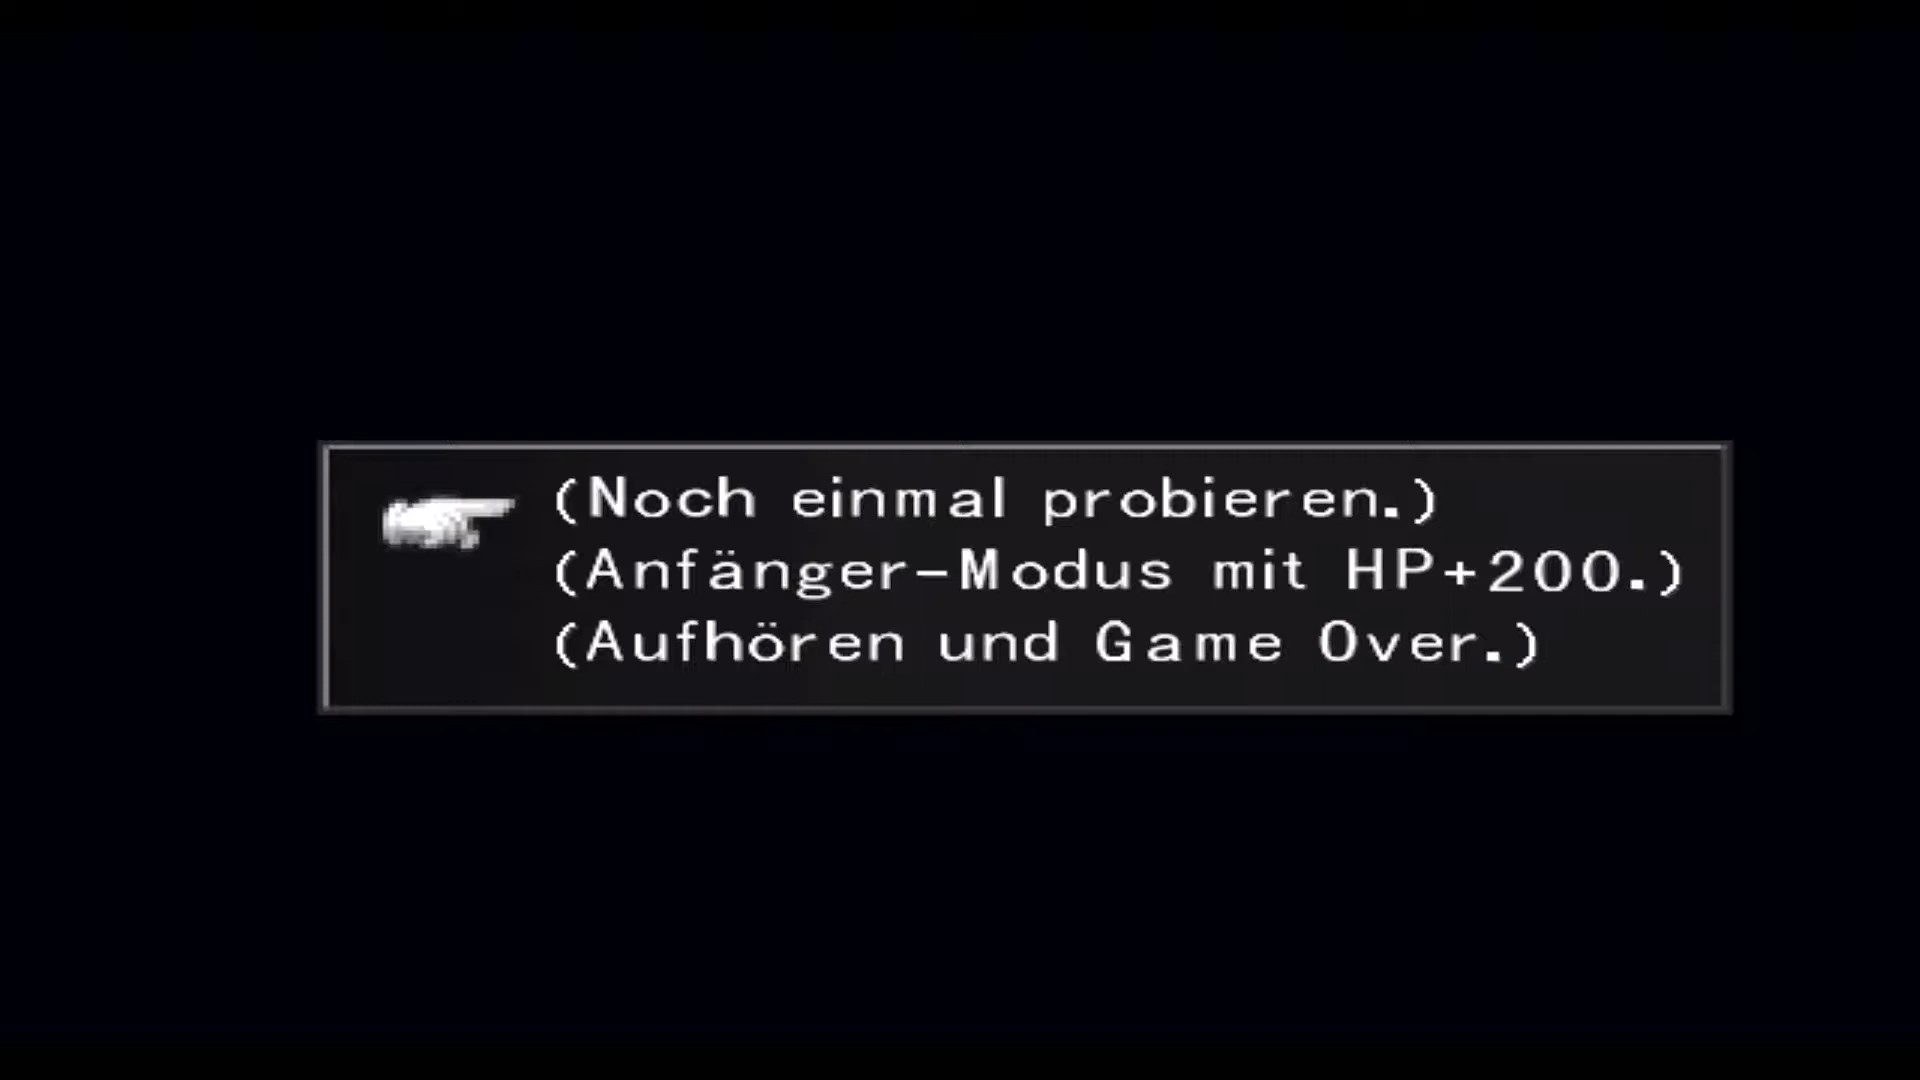 (Noch einmal probieren.)
(Anfänger-Modus mit HP+200.)
(Aufhören und Game Over.)